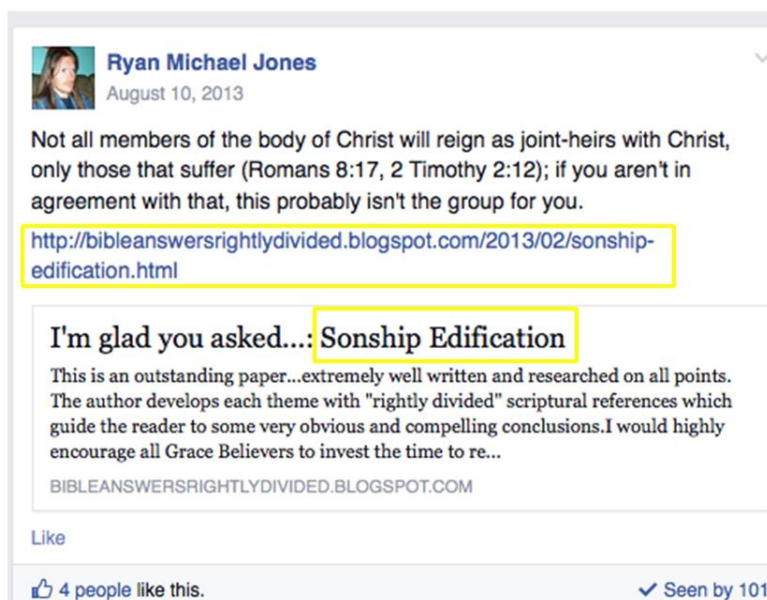 Ryan Michael Jones
August 10, 2013
Not all members of the body of Christ will reign as joint-heirs with Christ,
only those that suffer (Romans 8:17, 2 Timothy 2:12); if you aren't in
agreement with that, this probably isn't the group for you.
http://bibleanswersrightlydivided.blogspot.com/2013/02/sonship-
edification.html
I'm glad you asked...: Sonship Edification
This is an outstanding paper...extremely well written and researched on all points.
The author develops each theme with "rightly divided" scriptural references which
guide the reader to some very obvious and compelling conclusions.I would highly
encourage all Grace Believers to invest the time to re...
BIBLEANSWERSRIGHTLYDIVIDED.BLOGSPOT.COM
Like
4 people like this. Seen by 101